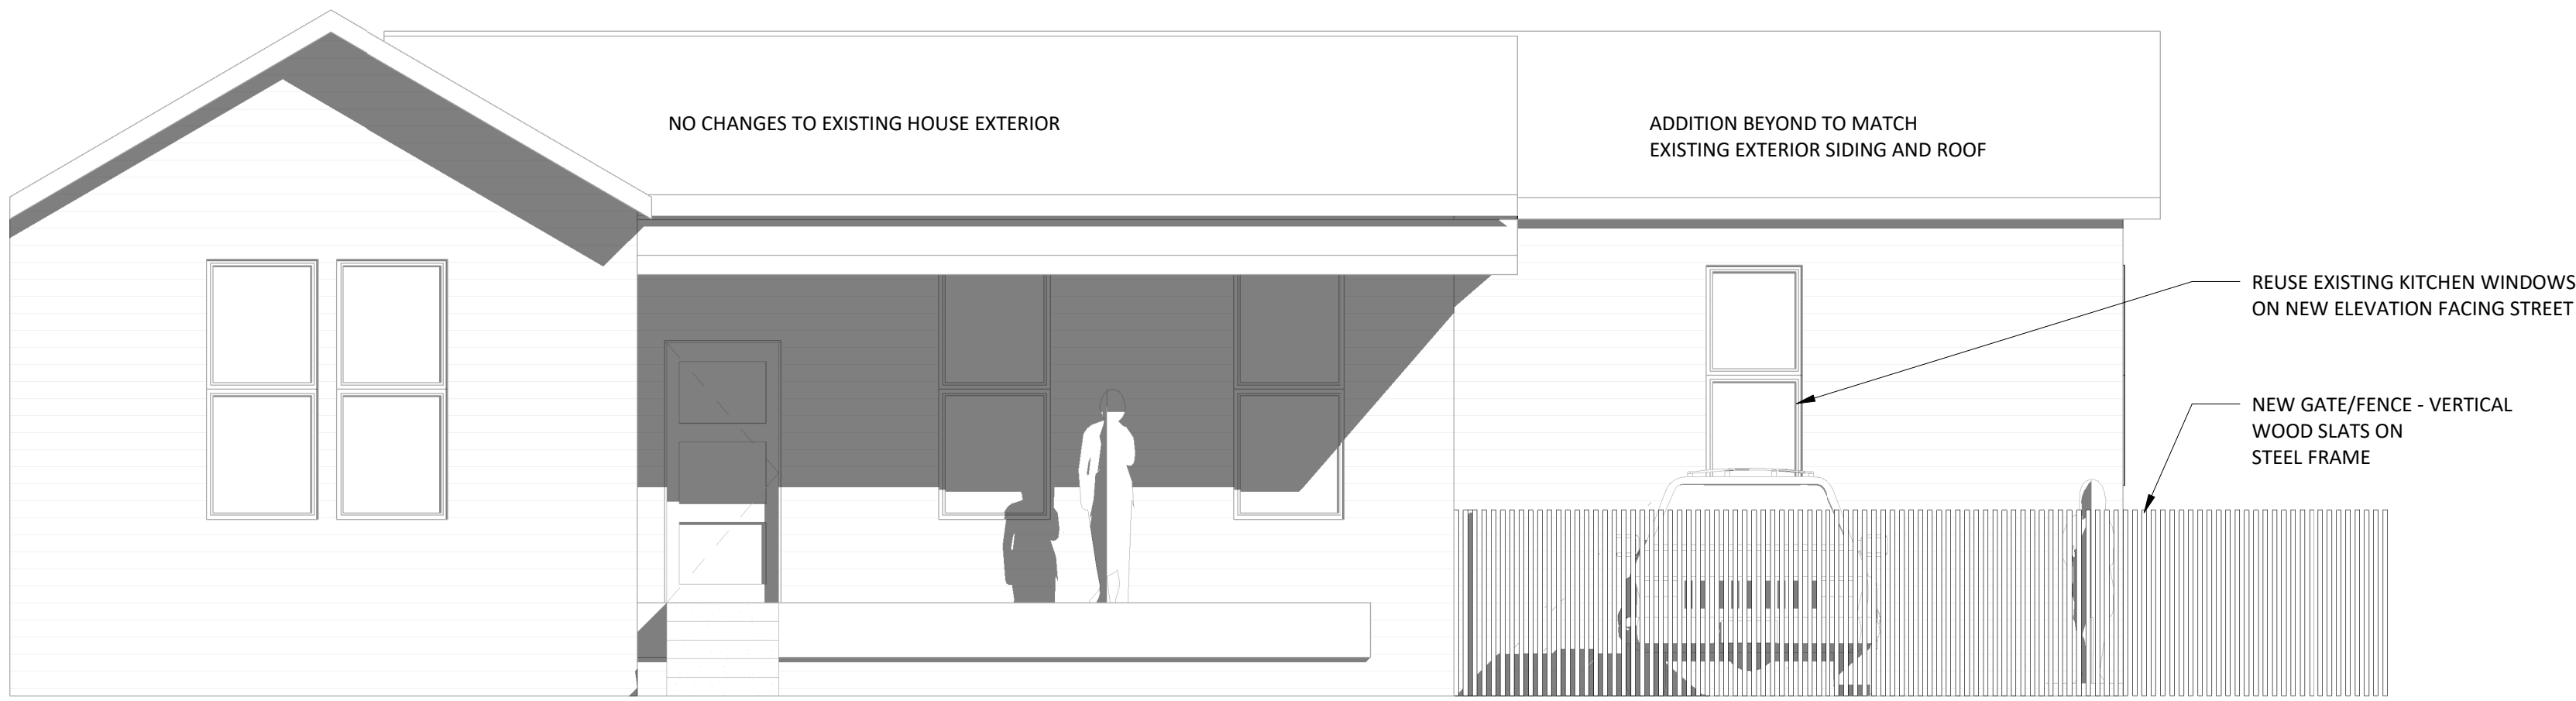 NO CHANGES TO EXISTING HOUSE EXTERIOR
ADDITION BEYOND TO MATCH
EXISTING EXTERIOR SIDING AND ROOF
REUSE EXISTING KITCHEN WINDOWS
ON NEW ELEVATION FACING STREET
NEW GATE/FENCE - VERTICAL
WOOD SLATS ON
STEEL FRAME